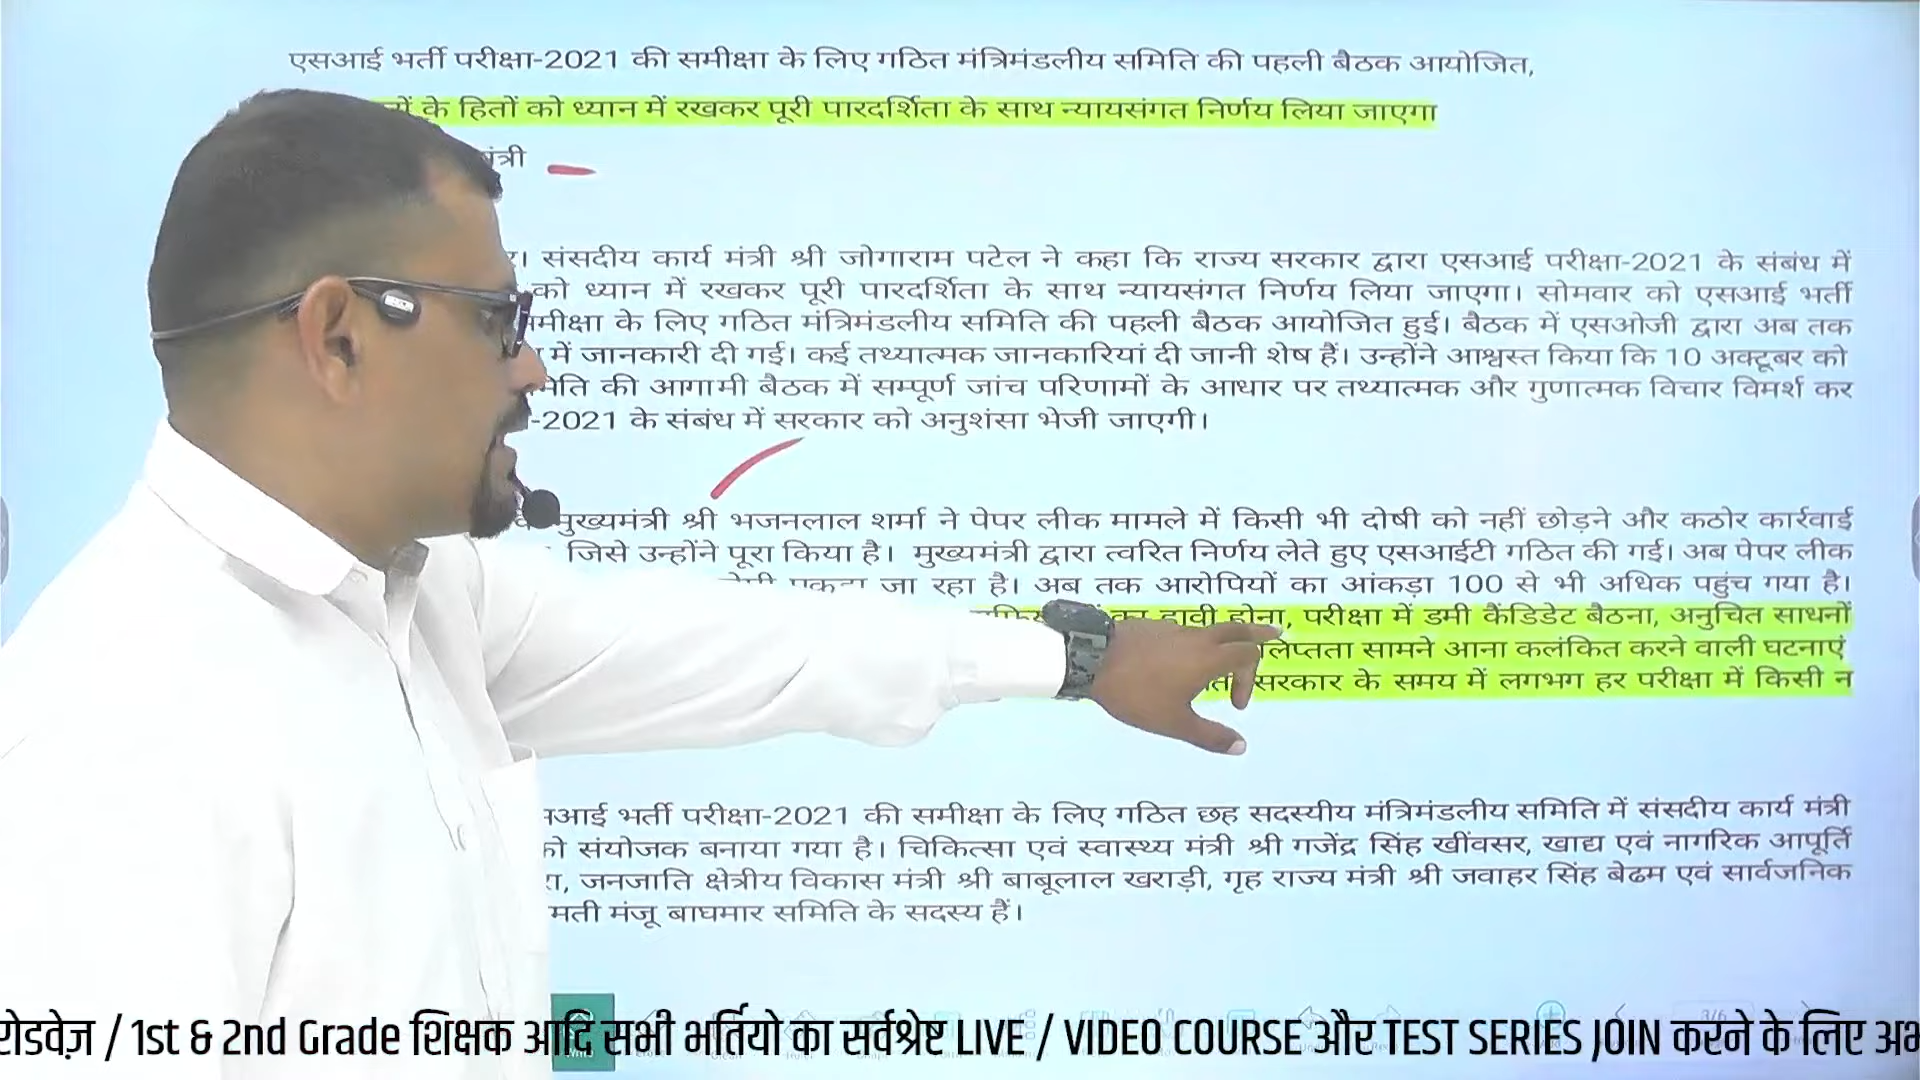 एसआई भर्ती परीक्षा-2021 की समीक्षा के लिए गठित मंत्रिमंडलीय समिति की पहली बैठक आयोजित,
के हितों को ध्यान में रखकर पूरी पारदर्शिता के साथ न्यायसंगत निर्णय लिया जाएगा
संसदीय कार्य मंत्री श्री जोगाराम पटेल ने कहा कि राज्य सरकार द्वारा एसआई परीक्षा-2021 के संबंध में
को ध्यान में रखकर पूरी पारदर्शिता के साथ न्यायसंगत निर्णय लिया जाएगा। सोमवार को एसआई भर्ती
के लिए गठित मंत्रिमंडलीय समिति की पहली बैठक आयोजित हुई। बैठक में एसओजी द्वारा अब तक
में जानकारी दी गई। कई तथ्यात्मक जानकारियां दी जानी शेष हैं। उन्होंने आश्वस्त किया कि 10 अक्टूबर को
की आगामी बैठक में सम्पूर्ण जांच परिणामों के आधार पर तथ्यात्मक और गुणात्मक विचार विमर्श कर
-2021 के संबंध में सरकार को अनुशंसा भेजी जाएगी।
मुख्यमंत्री श्री भजनलाल शर्मा ने पेपर लीक मामले में किसी भी दोषी को नहीं छोड़ने और कठोर कार्रवाई
जिसे उन्होंने पूरा किया है। मुख्यमंत्री द्वारा त्वरित निर्णय लेते हुए एसआईटी गठित की गई। अब पेपर लीक
जा रहा है। अब तक आरोपियों का आंकड़ा 100 से भी अधिक पहुंच गया है।
का हावी होना, परीक्षा में डमी कैंडिडेट बैठना, अनुचित साधनों
लिप्तता सामने आना कलंकित करने वाली घटनाएं
सरकार के समय में लगभग हर परीक्षा में किसी न
भर्ती परीक्षा-2021 की समीक्षा के लिए गठित छह सदस्यीय मंत्रिमंडलीय समिति में संसदीय कार्य मंत्री
को संयोजक बनाया गया है। चिकित्सा एवं स्वास्थ्य मंत्री श्री गजेंद्र सिंह खींवसर, खाद्य एवं नागरिक आपूर्ति
जनजाति क्षेत्रीय विकास मंत्री श्री बाबूलाल खराड़ी, गृह राज्य मंत्री श्री जवाहर सिंह बेढम एवं सार्वजनिक
मंजू बाघमार समिति के सदस्य हैं।
रोडवेज़ / 1st & 2nd Grade शिक्षक आदि सभी भर्तियो का सर्वश्रेष्ट LIVE / VIDEO COURSE और TEST SERIES JOIN करने के लिए